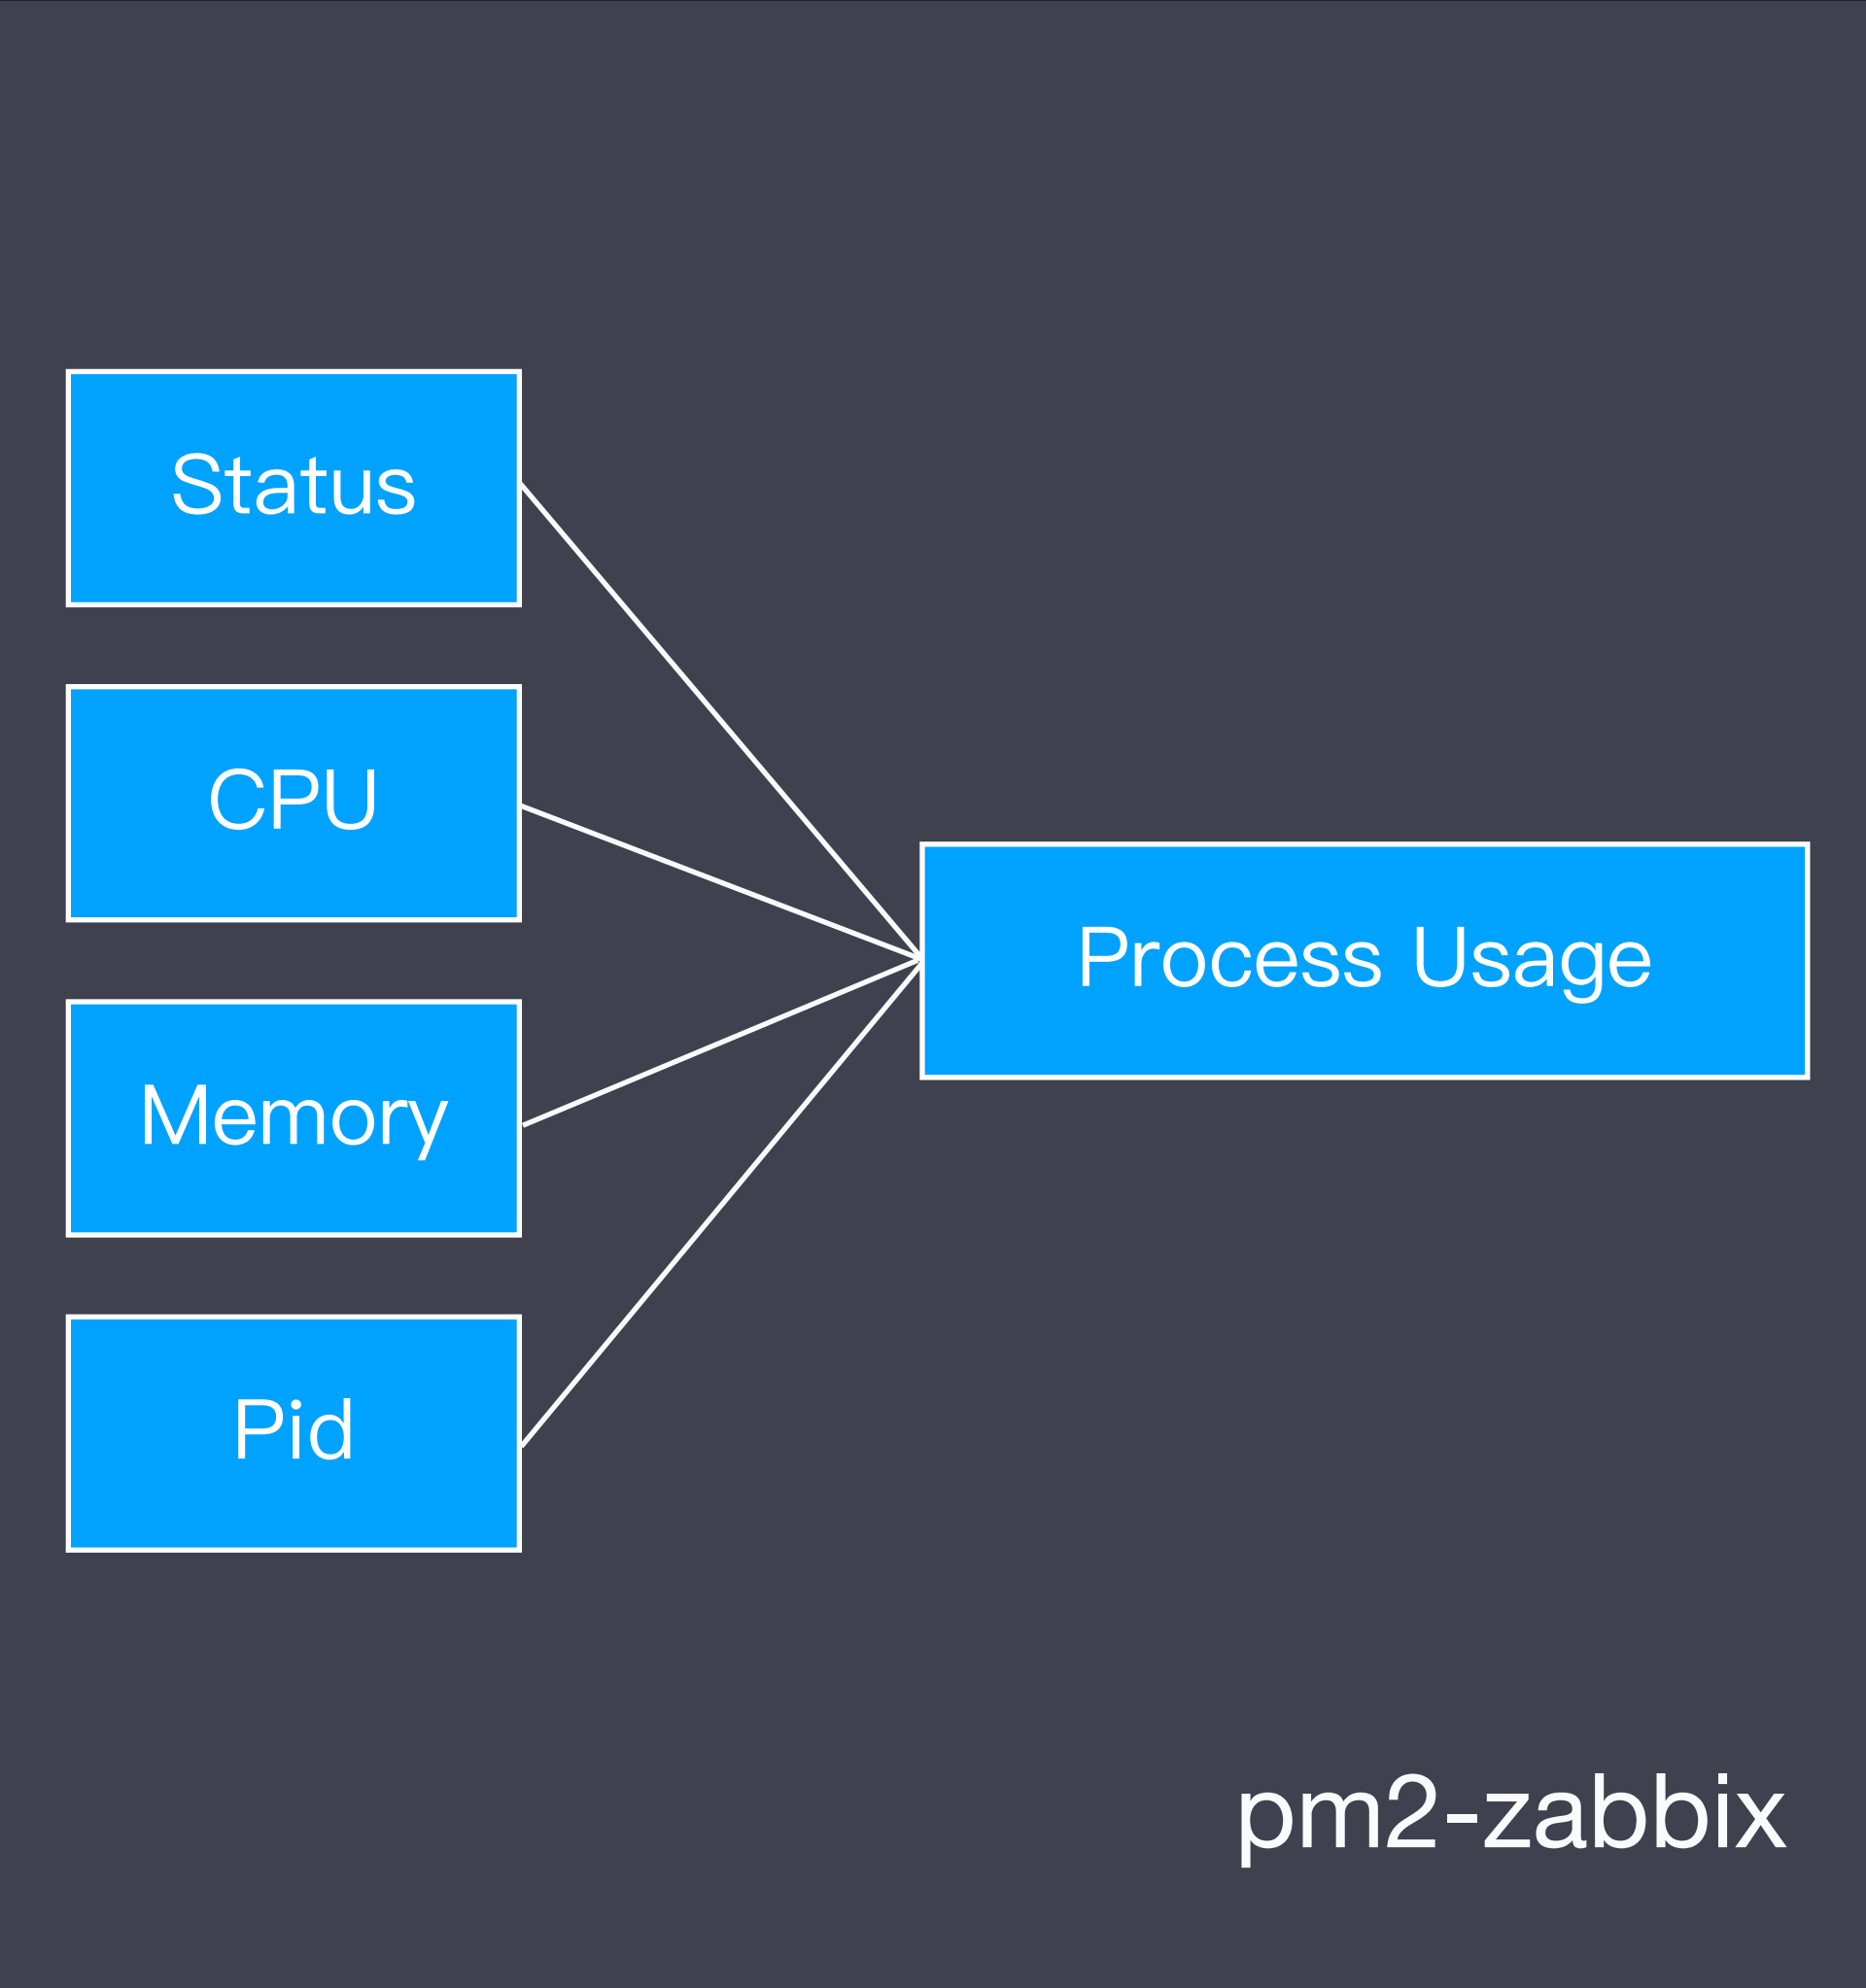 Status
CPU
Memory
Pid
Process Usage
pm2-zabbix